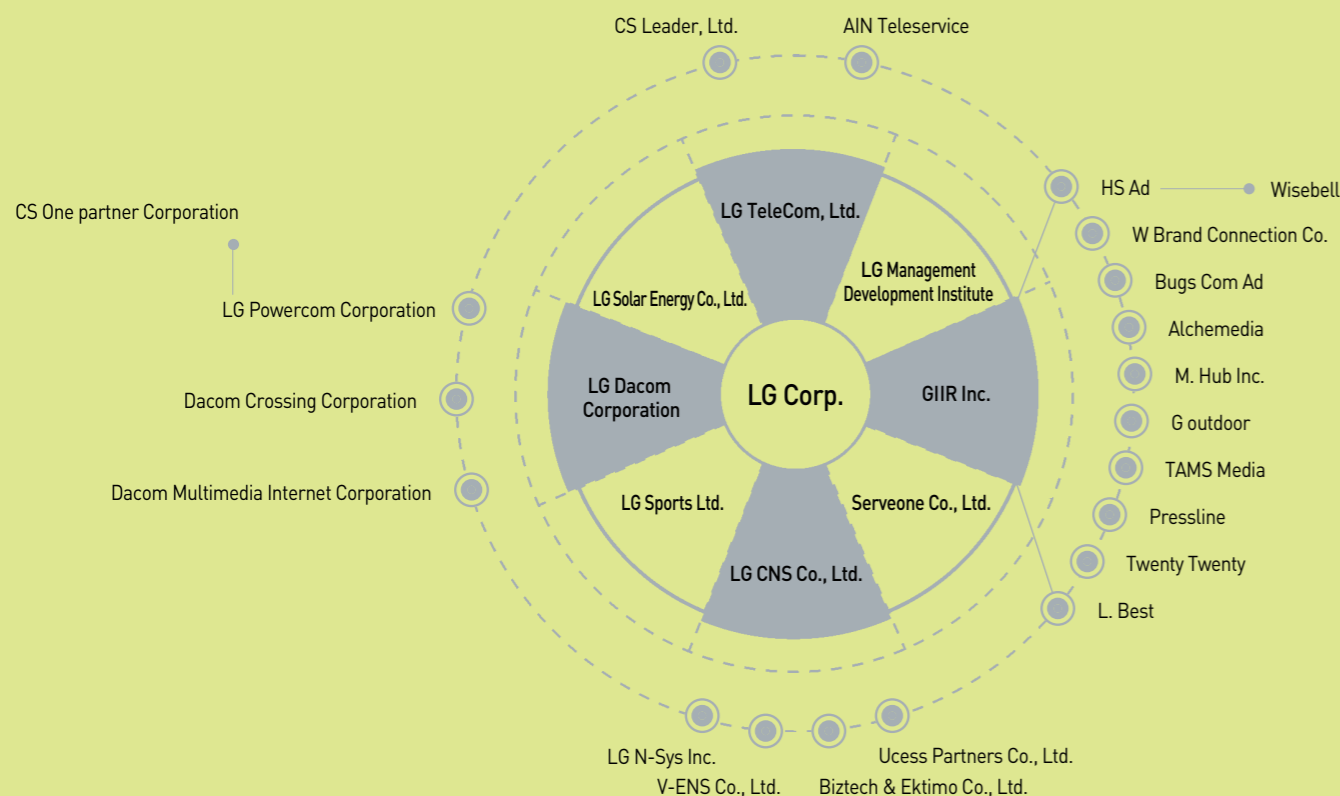 CS Leader, Ltd.
AIN Teleservice
HS Ad
Wisebell
CS One partner Corporation
LG TeleCom, Ltd.
W Brand Connection Co.
LG Management
Development Institute
Bugs Com Ad
LG Solar Energy Co., Ltd.
LG Powercom Corporation
Alchemedia
M. Hub Inc.
LG Dacom
Corporation
LG Corp.
GIIR Inc.
Dacom Crossing Corporation
G outdoor
TAMS Media
Dacom Multimedia Internet Corporation
LG Sports Ltd.
Serveone Co., Ltd.
Pressline
Twenty Twenty
LG CNS Co., Ltd.
L. Best
LG N-Sys Inc.
Ucess Partners Co., Ltd.
V-ENS Co., Ltd.
Biztech & Ektimo Co., Ltd.